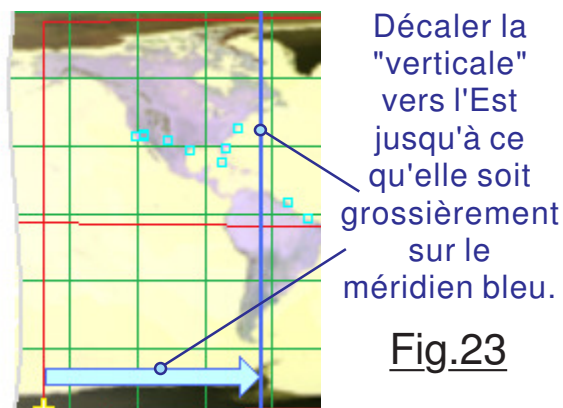 Décaler la
"verticale"
vers l'Est
jusqu'à ce
qu'elle soit
grossièrement
sur le
méridien bleu.
Fig.23